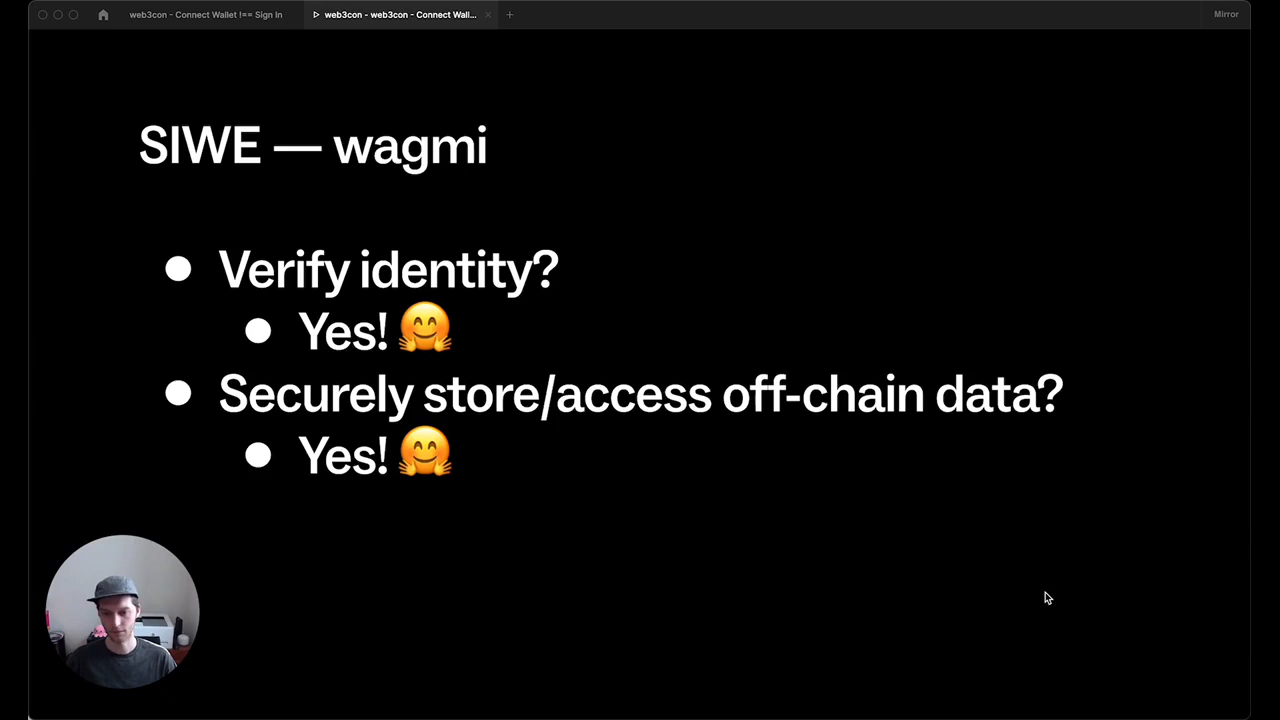 web3con - Connect Wallet !== Sign In
web3con - web3con - Connect Wall...
Mirror
SIWE — wagmi
Verify identity?
Yes! 🤗
Securely store/access off-chain data?
Yes! 🤗